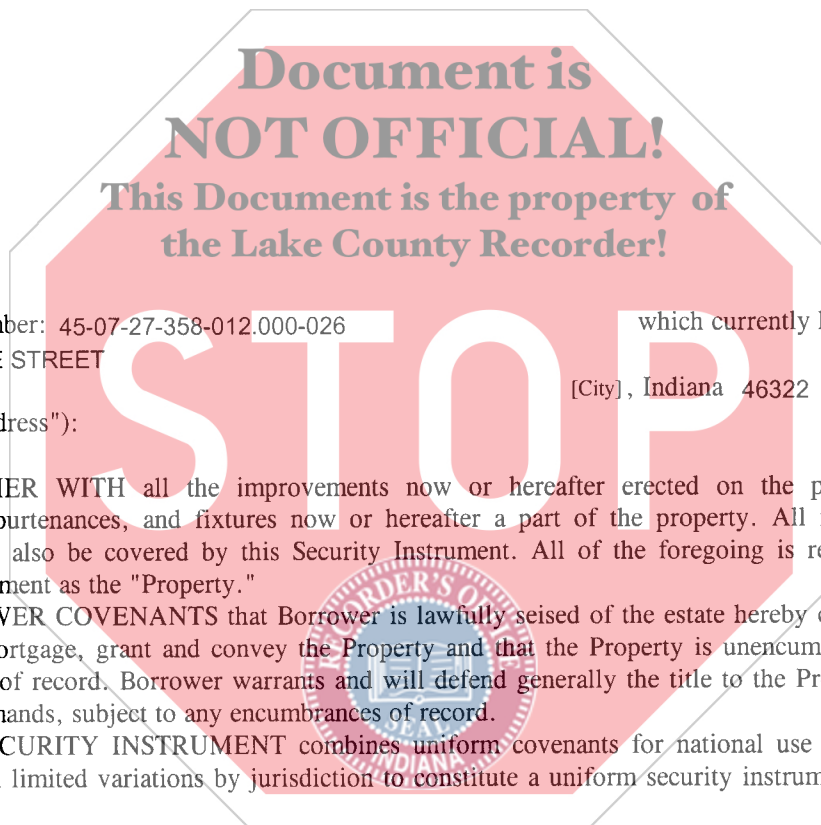 Document is
NOT OFFICIAL!
This Document is the property of
the Lake County Recorder!
STOP
ber: 45-07-27-358-012.000-026 which currently
STREET
[City], Indiana 46322
dress"):
ER WITH all the improvements now or hereafter erected on the p
purtenances, and fixtures now or hereafter a part of the property. All
also be covered by this Security Instrument. All of the foregoing is re
ment as the "Property."
WER COVENANTS that Borrower is lawfully seised of the estate hereby
ortgage, grant and convey the Property and that the Property is unencum
of record. Borrower warrants and will defend generally the title to the Pr
ands, subject to any encumbrances of record.
CURITY INSTRUMENT combines uniform covenants for national use
limited variations by jurisdiction to constitute a uniform security instrum
RECORDER'S OFFICE
SEAL
INDIANA